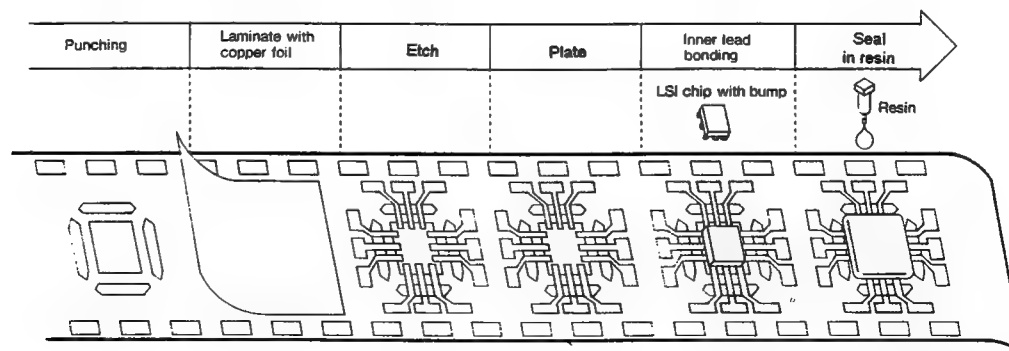 Punching
Laminate with
copper foil
Etch
Plate
Inner lead
bonding
Seal
in resin
LSI chip with bump
Resin